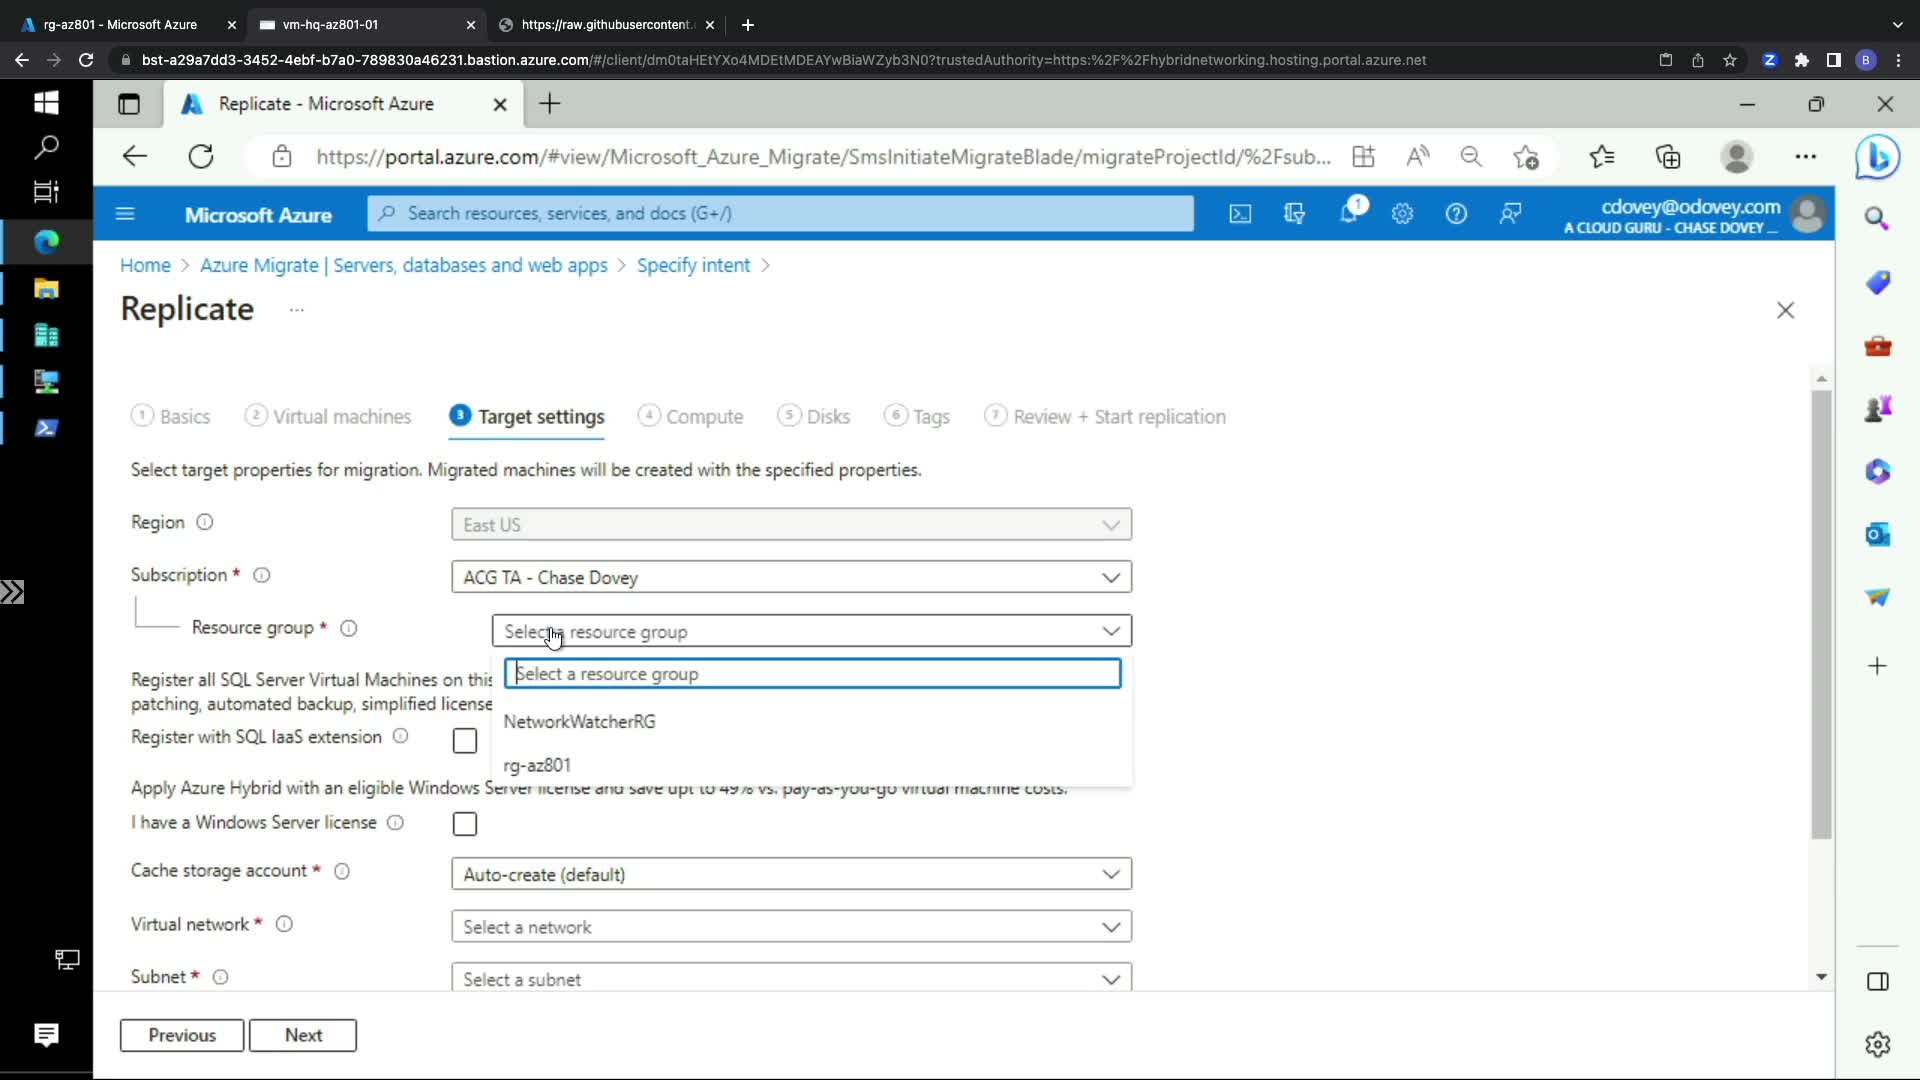 rg-az801 - Microsoft Azure
vm-hq-az801-01
https://raw.githubusercontent.
bst-a29a7dd3-3452-4ebf-b7a0-789830a46231.bastion.azure.com/#/client/dm0taHEtYXo4MDEtMDEAYwBiaWZyb3N0?trustedAuthority=https:%2F%2Fhybridnetworking.hosting.portal.azure.net
B
Replicate - Microsoft Azure
https://portal.azure.com/#view/Microsoft_Azure_Migrate/SmsInitiateMigrateBlade/migrateProjectId/%2Fsub...
Microsoft Azure
Search resources, services, and docs (G+/)
1
cdovey@odovey.com
A CLOUD GURU - CHASE DOVEY ...
Home > Azure Migrate | Servers, databases and web apps > Specify intent >
Replicate ...
1 Basics
2 Virtual machines
3 Target settings
4 Compute
5 Disks
6 Tags
7 Review + Start replication
Select target properties for migration. Migrated machines will be created with the specified properties.
Region
East US
Subscription *
ACG TA - Chase Dovey
Resource group *
Select a resource group
Select a resource group
NetworkWatcherRG
rg-az801
Register all SQL Server Virtual Machines on this
patching, automated backup, simplified license
Register with SQL IaaS extension
Apply Azure Hybrid with an eligible Windows Server license and save upt to 49% vs. pay-as-you-go virtual machine costs.
I have a Windows Server license
Cache storage account *
Auto-create (default)
Virtual network *
Select a network
Subnet *
Select a subnet
Previous
Next